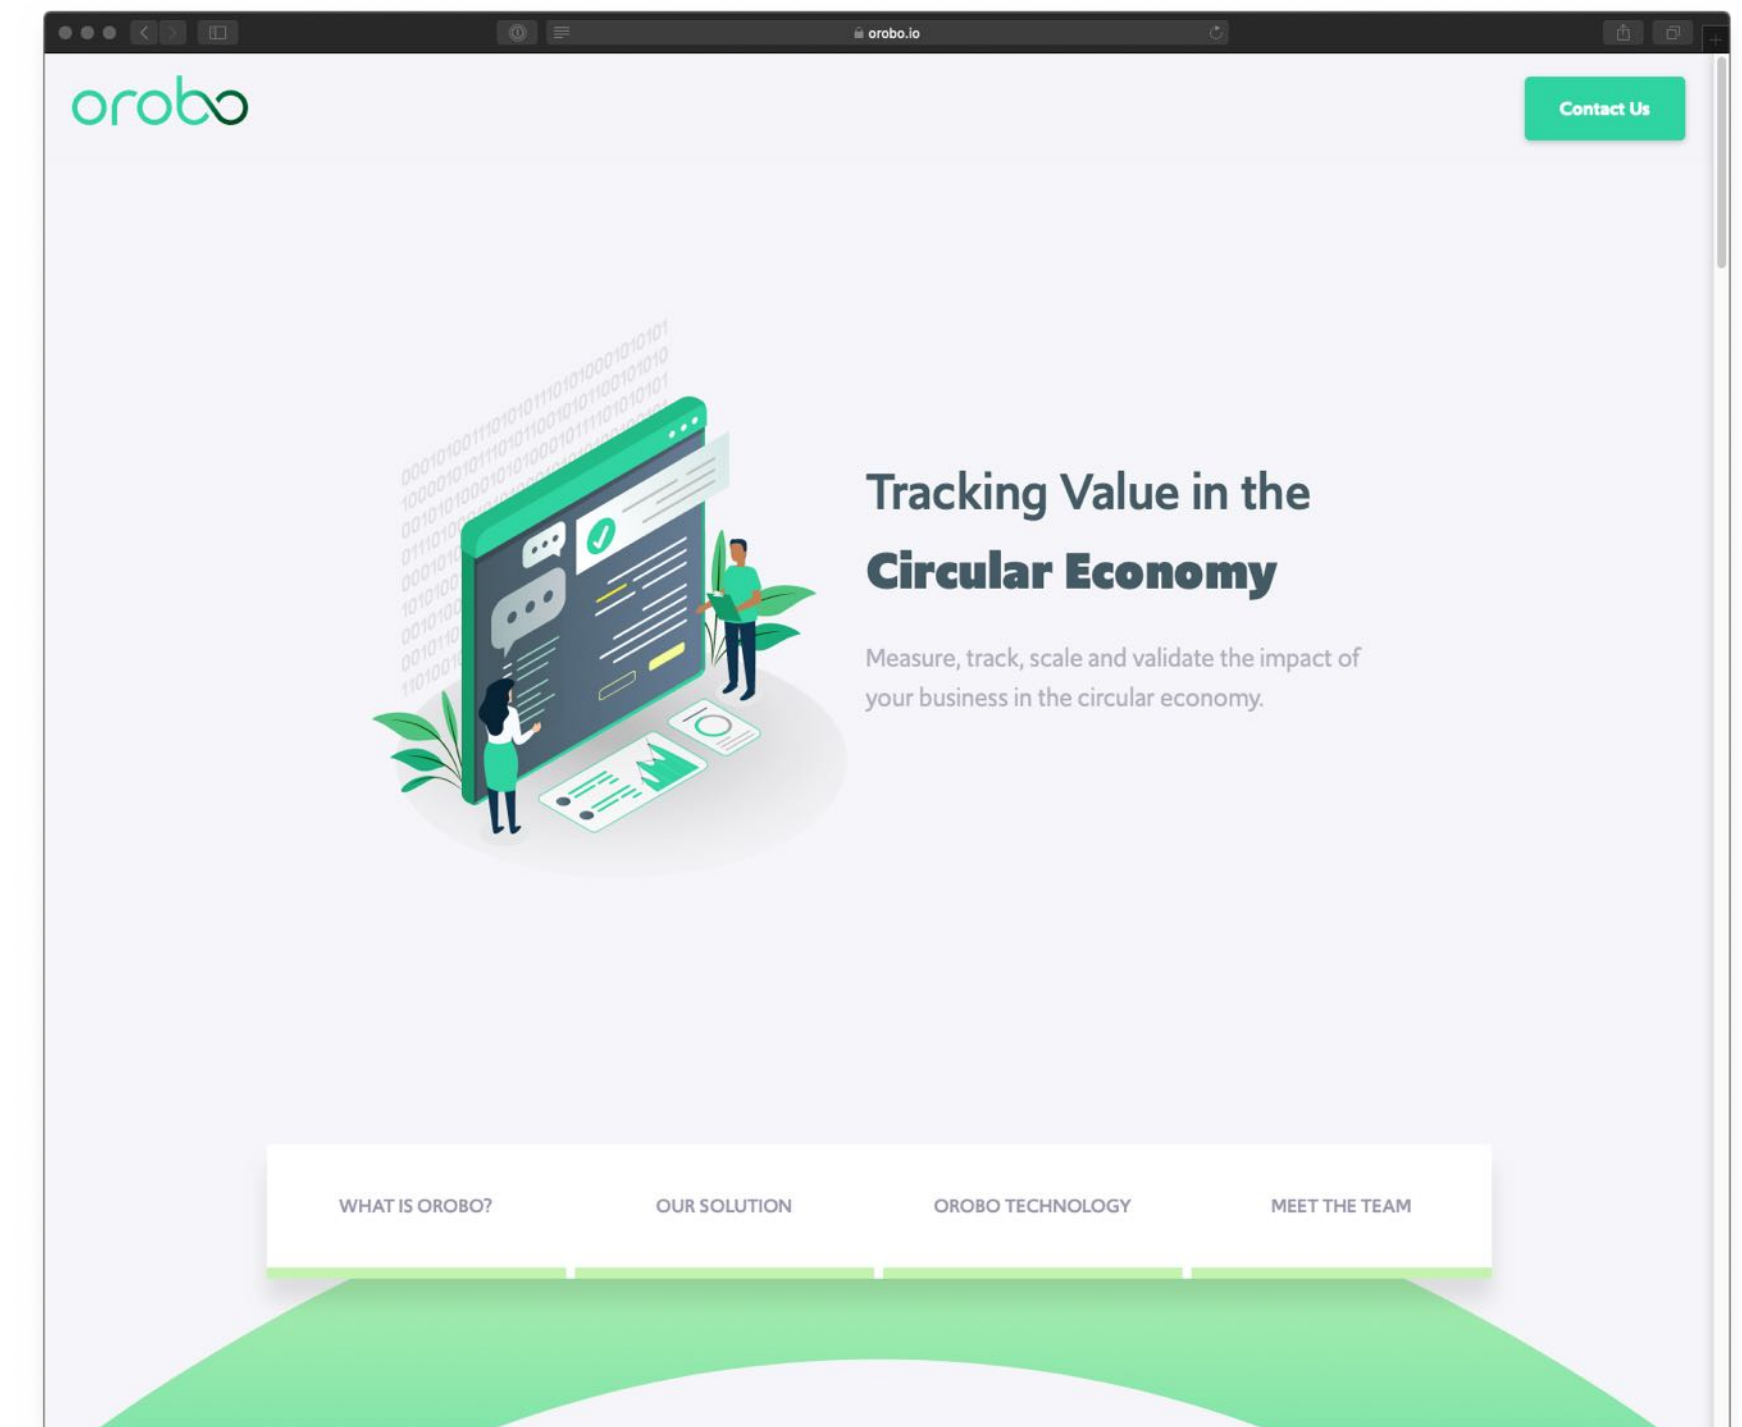 orobo.io
orobo
Contact Us
Tracking Value in the
Circular Economy
Measure, track, scale and validate the impact of
your business in the circular economy.
WHAT IS OROBO?
OUR SOLUTION
OROBO TECHNOLOGY
MEET THE TEAM